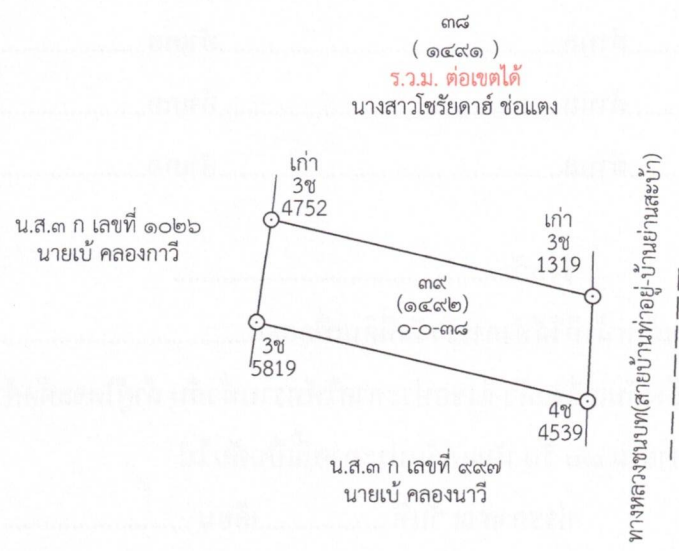 ๓๘
( ๑๔๙๑ )
ร.ว.ม. ต่อเขตได้
นางสาวโซรัยดาฮ์ ช่อแตง
เก่า
3ช
4752
น.ส.๓ ก เลขที่ ๑๐๒๖
นายเบ้ คลองกาวี
เก่า
3ช
1319
๓๙
(๑๔๙๒)
๐-๐-๓๘
3ช
5819
4ช
4539
น.ส.๓ ก เลขที่ ๙๙๗
นายเบ้ คลองนาวี
ทางหลวงชนบท(สายบ้านท่าอยู่-บ้านย่านสะบ้า)